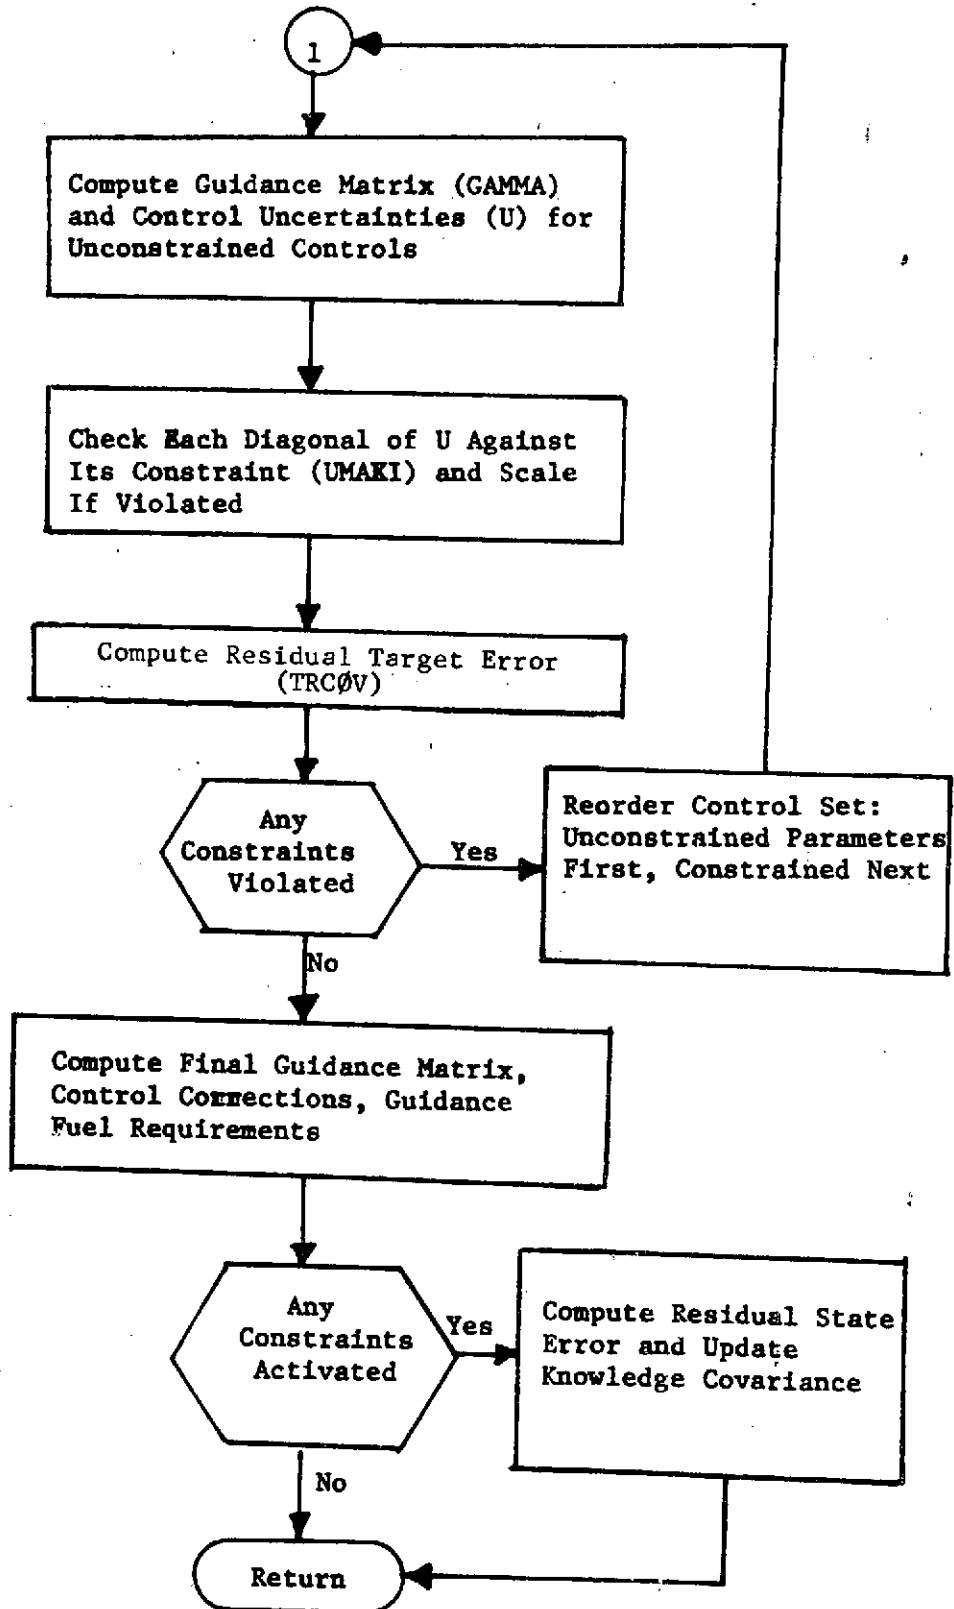 1
Compute Guidance Matrix (GAMMA)
and Control Uncertainties (U) for
Unconstrained Controls
Check Each Diagonal of U Against
Its Constraint (UMAXI) and Scale
If Violated
Compute Residual Target Error
(TRCØV)
Any
Constraints
Violated
Yes
Reorder Control Set:
Unconstrained Parameters
First, Constrained Next
No
Compute Final Guidance Matrix,
Control Corrections, Guidance
Fuel Requirements
Any
Constraints
Activated
Yes
Compute Residual State
Error and Update
Knowledge Covariance
No
Return